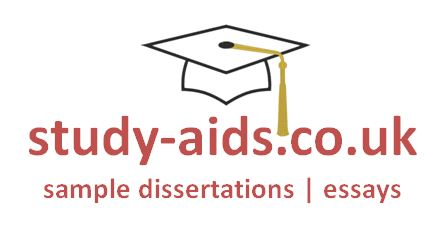 study-aids.co.uk
sample dissertations | essays